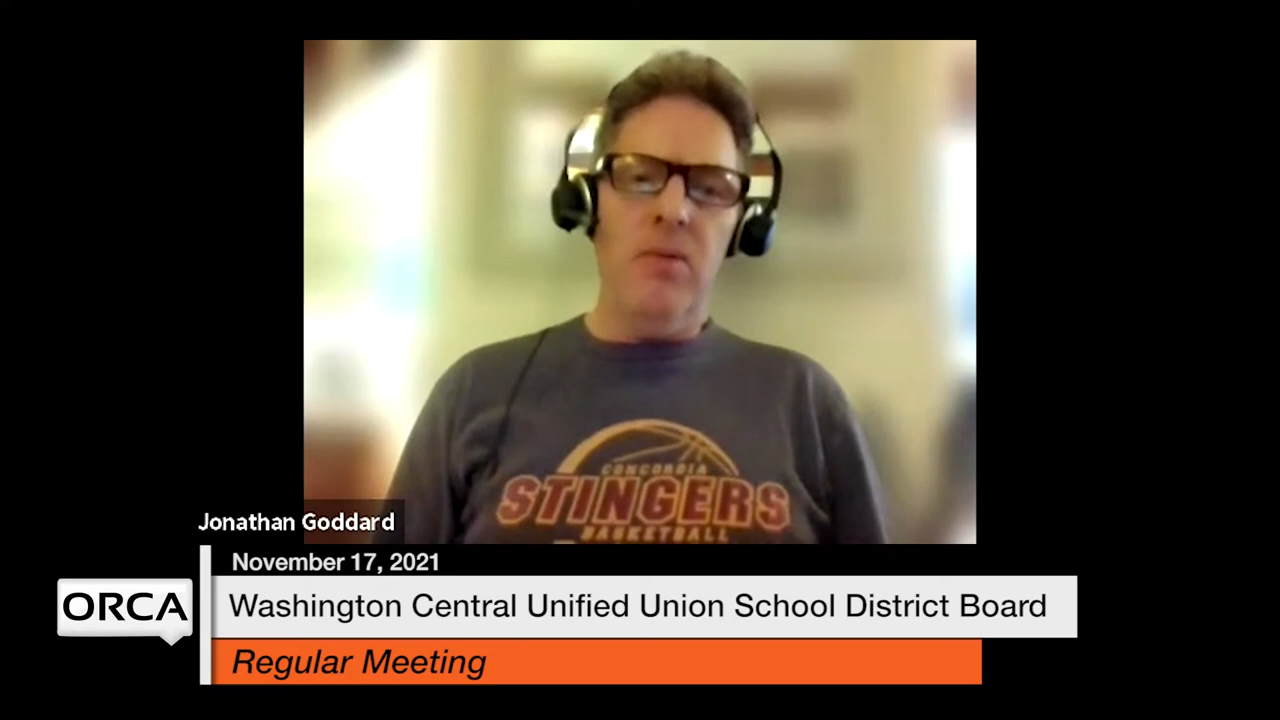 CONCORDIA
STINGERS
BASKETBALL
Jonathan Goddard
November 17, 2021
ORCA
Washington Central Unified Union School District Board
Regular Meeting